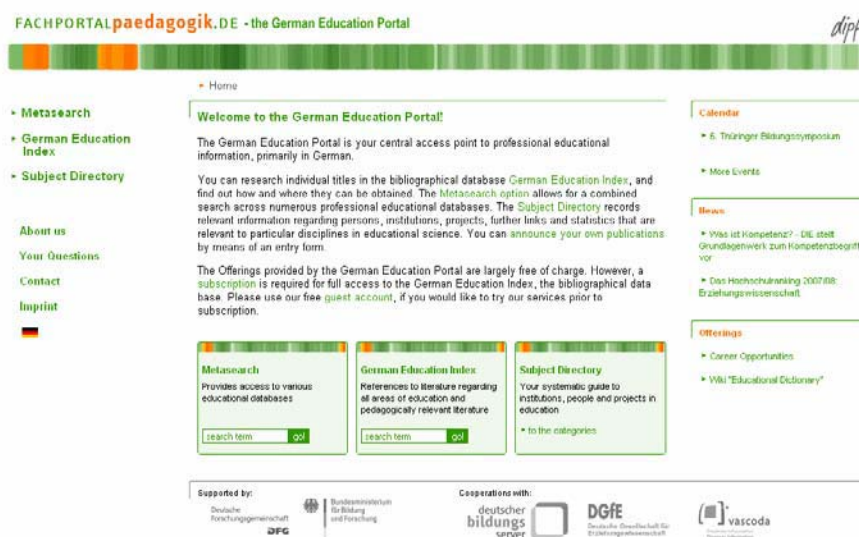 FACHPORTALpaedagogik.DE - the German Education Portal
dipf
Home
Metasearch
German Education
Index
Subject Directory
About us
Your Questions
Contact
Imprint
Welcome to the German Education Portal!
The German Education Portal is your central access point to professional educational
information, primarily in German.
You can research individual titles in the bibliographical database German Education Index, and
find out how and where they can be obtained. The Metasearch option allows for a combined
search across numerous professional educational databases. The Subject Directory records
relevant information regarding persons, institutions, projects, further links and statistics that are
relevant to particular disciplines in educational science. You can announce your own publications
by means of an entry form.
The Offerings provided by the German Education Portal are largely free of charge. However, a
subscription is required for full access to the German Education Index, the bibliographical data
base. Please use our free guest account, if you would like to try our services prior to
subscription.
Metasearch
Provides access to various
educational databases
search term go!
German Education Index
References to literature regarding
all areas of education and
pedagogically relevant literature
search term go!
Subject Directory
Your systematic guide to
institutions, people and projects in
education
to the categories
Calendar
6. Thüringer Bildungssymposium
More Events
News
Was ist Kompetenz? - DIE stellt
Grundlagenwerk zum Kompetenzbegriff
vor
Das Hochschulranking 2007/08:
Erziehungswissenschaft
Offerings
Career Opportunities
Wiki "Educational Dictionary"
Supported by:
Deutsche
Forschungsgemeinschaft
DFG
Bundesministerium
für Bildung
und Forschung
Cooperations with:
deutscher
bildungs
server
DGfE
Deutsche Gesellschaft für
Erziehungswissenschaft
vascoda